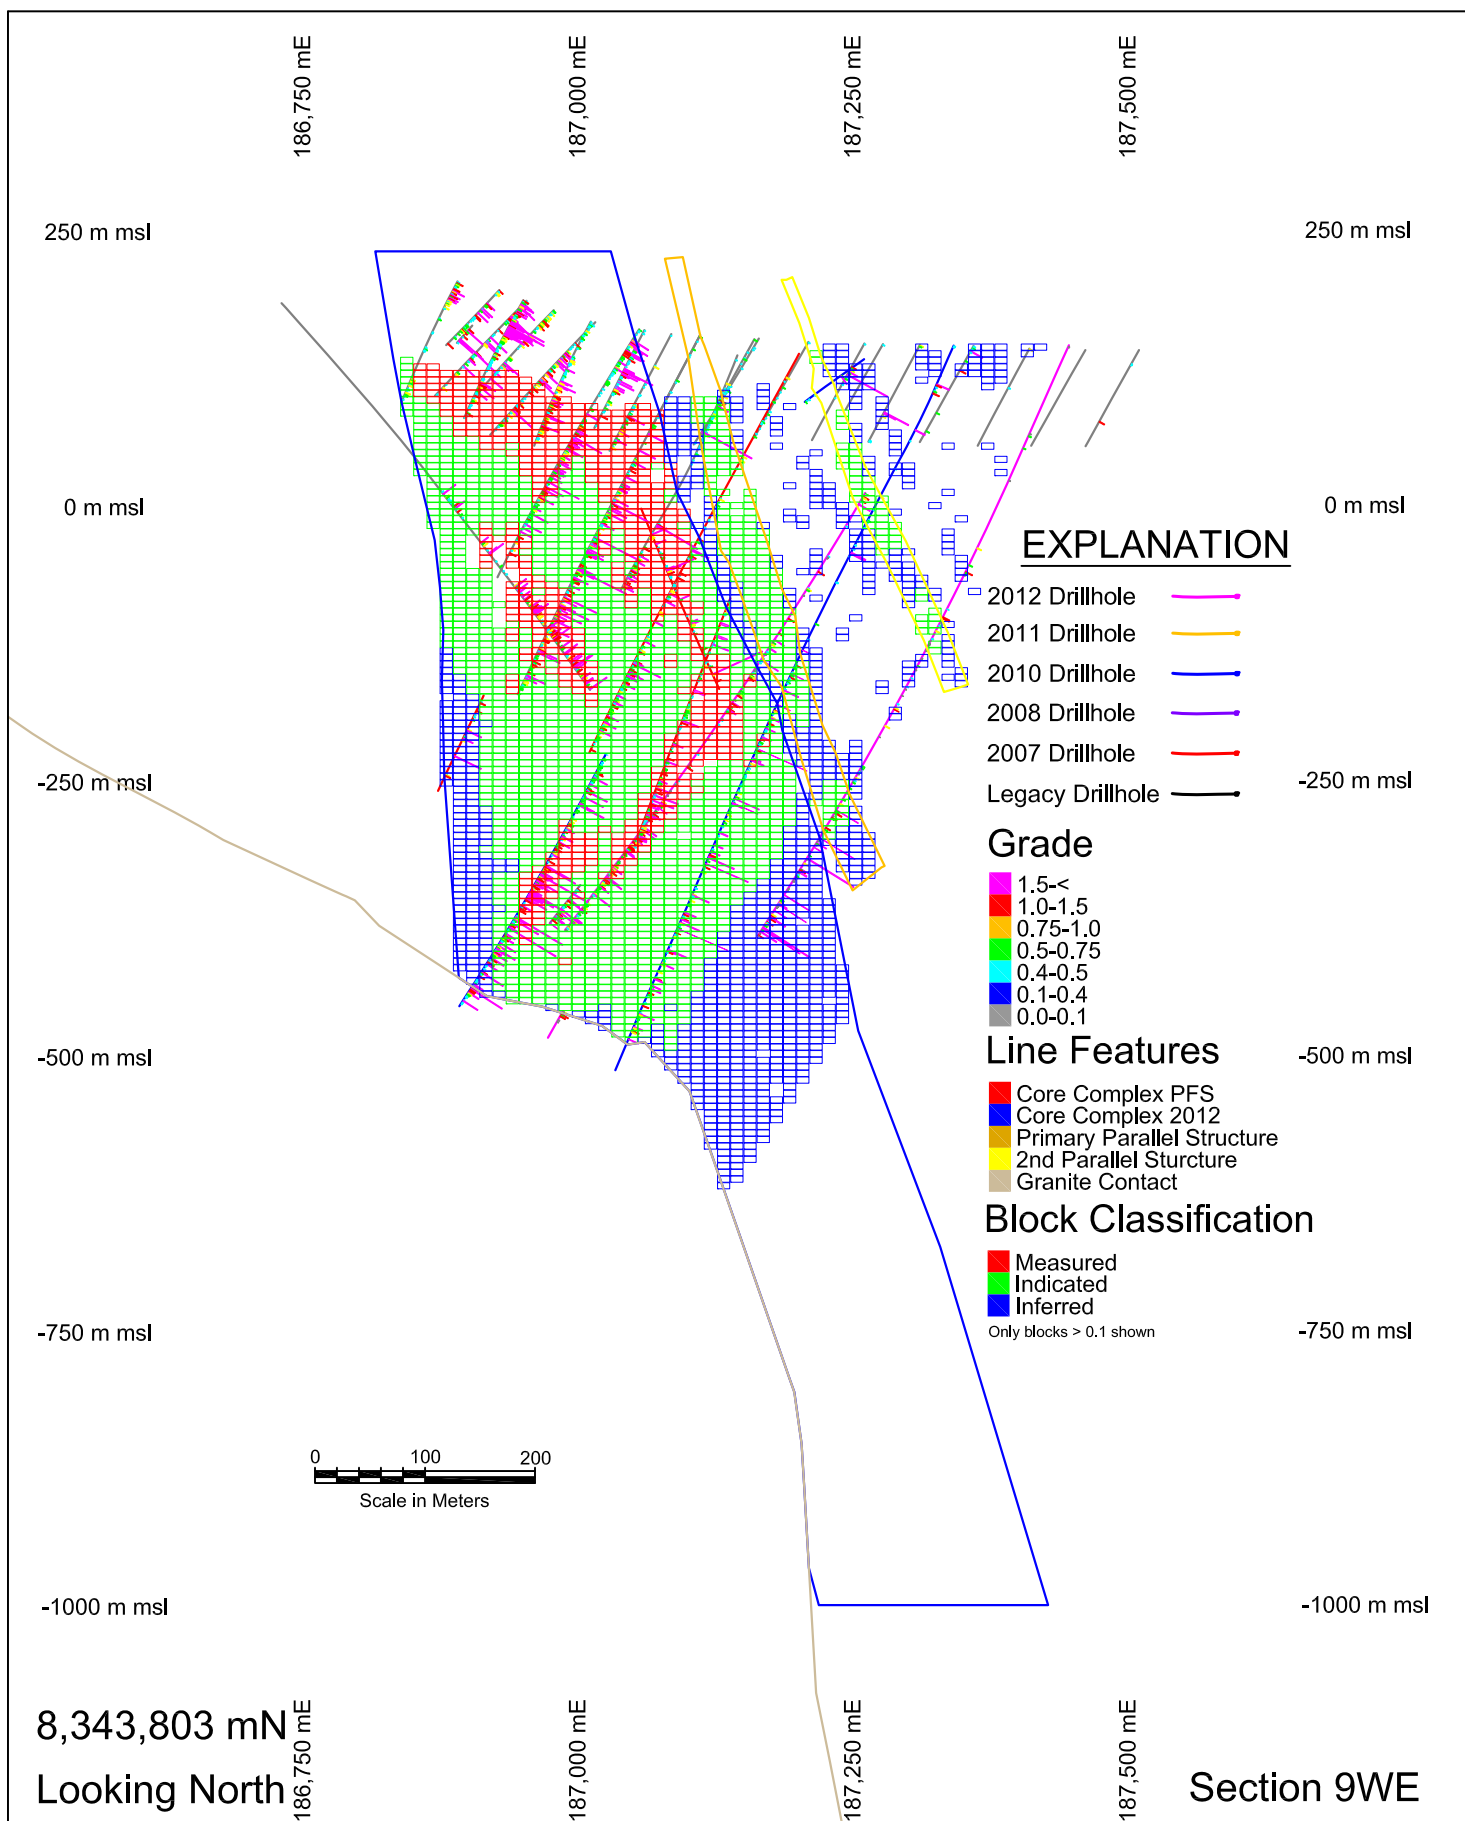 186,750 mE
187,000 mE
187,250 mE
187,500 mE
250 m msl
250 m msl
0 m msl
0 m msl
EXPLANATION
2012 Drillhole
2011 Drillhole
2010 Drillhole
2008 Drillhole
2007 Drillhole
Legacy Drillhole
-250 m msl
-250 m msl
Grade
1.5-<
1.0-1.5
0.75-1.0
0.5-0.75
0.4-0.5
0.1-0.4
0.0-0.1
-500 m msl
-500 m msl
Line Features
Core Complex PFS
Core Complex 2012
Primary Parallel Structure
2nd Parallel Sturcture
Granite Contact
Block Classification
Measured
Indicated
Inferred
Only blocks > 0.1 shown
-750 m msl
-750 m msl
0 100 200
Scale in Meters
-1000 m msl
-1000 m msl
186,750 mE
187,000 mE
187,250 mE
187,500 mE
8,343,803 mN
Looking North
Section 9WE